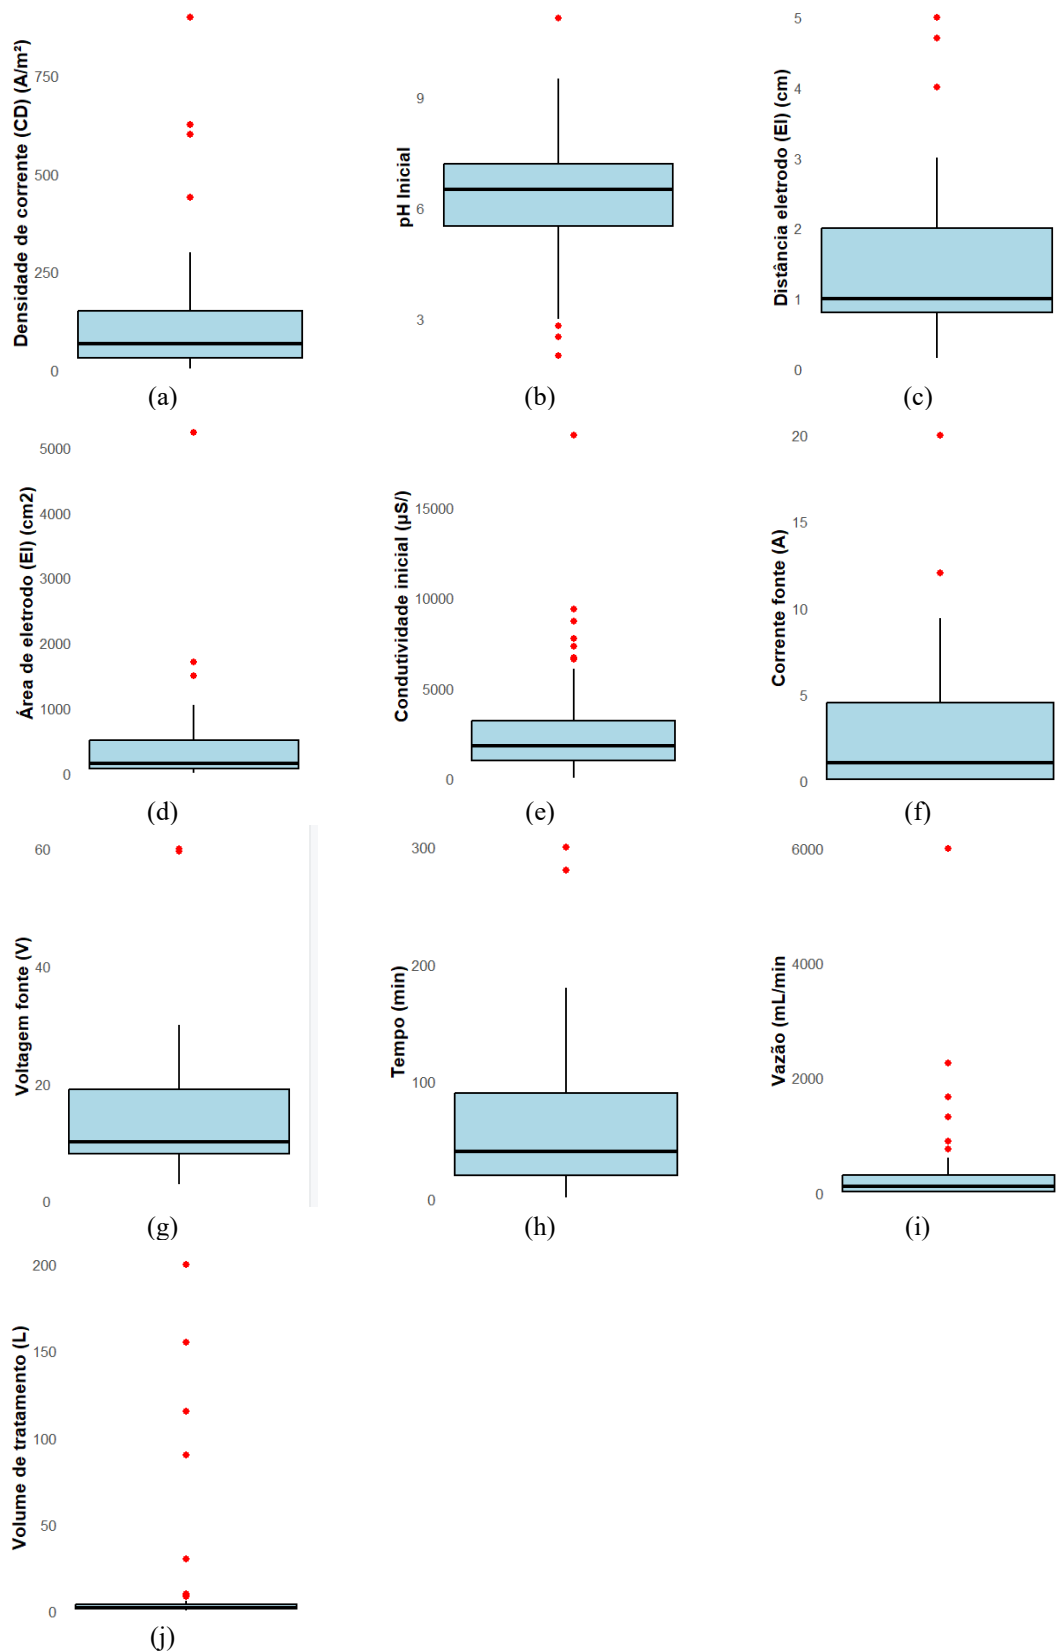 Densidade de corrente (CD) (A/m²)
750
500
250
0
(a)
pH Inicial
9
6
3
(b)
Distância eletrodo (El) (cm)
5
4
3
2
1
0
(c)
Área de eletrodo (El) (cm2)
5000
4000
3000
2000
1000
0
(d)
Condutividade inicial (µS/)
15000
10000
5000
0
(e)
Corrente fonte (A)
20
15
10
5
0
(f)
Voltagem fonte (V)
60
40
20
0
(g)
Tempo (min)
300
200
100
0
(h)
Vazão (mL/min
6000
4000
2000
0
(i)
Volume de tratamento (L)
200
150
100
50
0
(j)